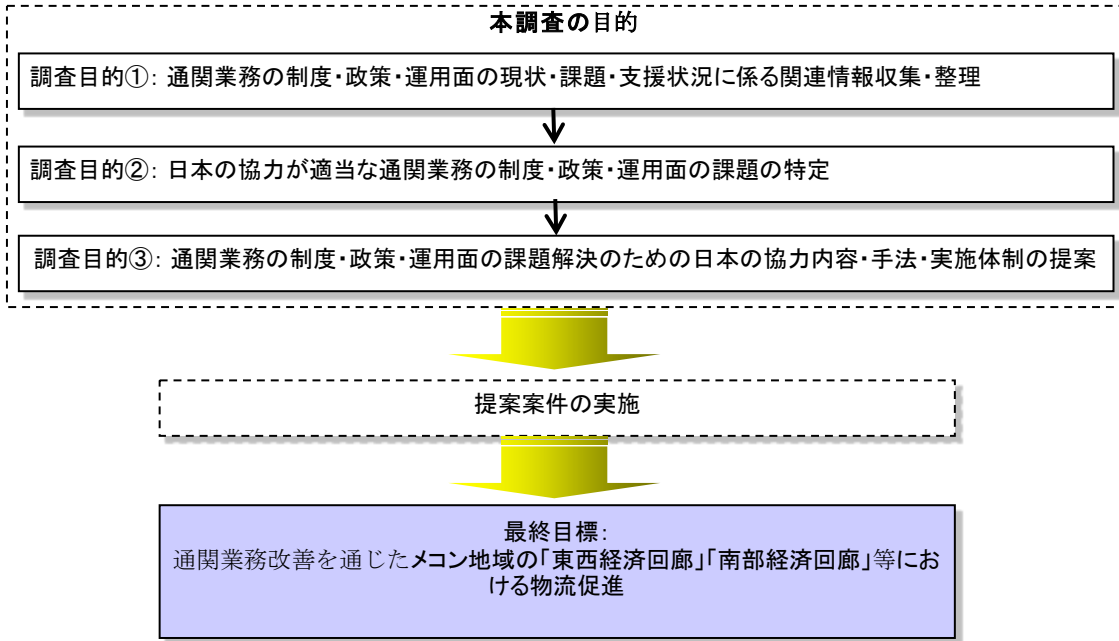 本調査の目的
調査目的①: 通関業務の制度・政策・運用面の現状・課題・支援状況に係る関連情報収集・整理
調査目的②: 日本の協力が適当な通関業務の制度・政策・運用面の課題の特定
調査目的③: 通関業務の制度・政策・運用面の課題解決のための日本の協力内容・手法・実施体制の提案
提案案件の実施
最終目標:
通関業務改善を通じたメコン地域の「東西経済回廊」「南部経済回廊」等にお
ける物流促進